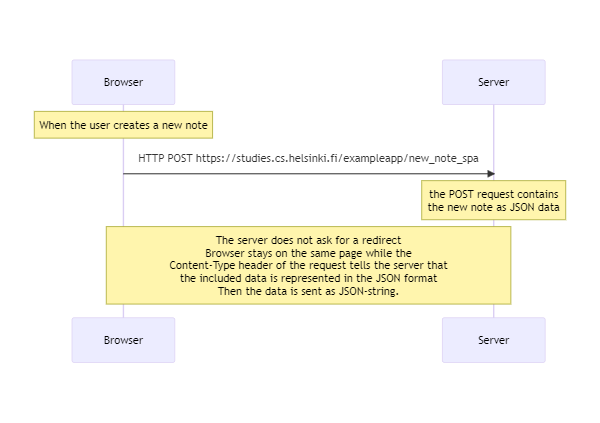 Browser
Server
When the user creates a new note
HTTP POST https://studies.cs.helsinki.fi/exampleapp/new_note_spa
the POST request contains
the new note as JSON data
The server does not ask for a redirect
Browser stays on the same page while the
Content-Type header of the request tells the server that
the included data is represented in the JSON format
Then the data is sent as JSON-string.
Browser
Server